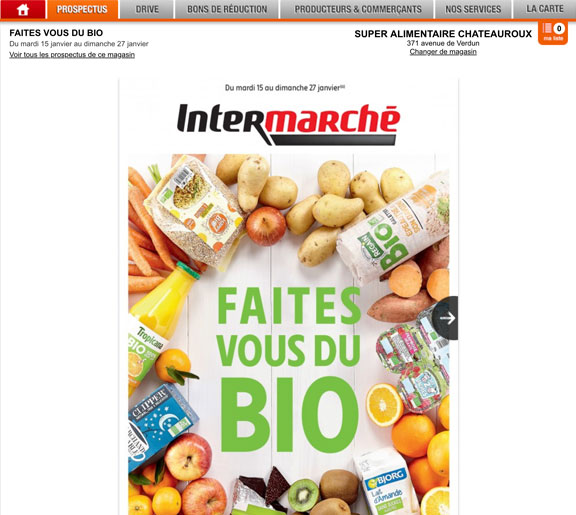 PROSPECTUS
DRIVE
BONS DE RÉDUCTION
PRODUCTEURS & COMMERÇANTS
NOS SERVICES
LA CARTE
FAITES VOUS DU BIO
Du mardi 15 janvier au dimanche 27 janvier
Voir tous les prospectus de ce magasin
SUPER ALIMENTAIRE CHATEAUROUX
371 avenue de Verdun
Changer de magasin
0
ma liste
Du mardi 15 au dimanche 27 janvier
Intermarché
FAITES
VOUS DU
BIO
REGAIN
BIO
Tropicana
BIO
CLIPPER
BJORG
Lait
d'Amande